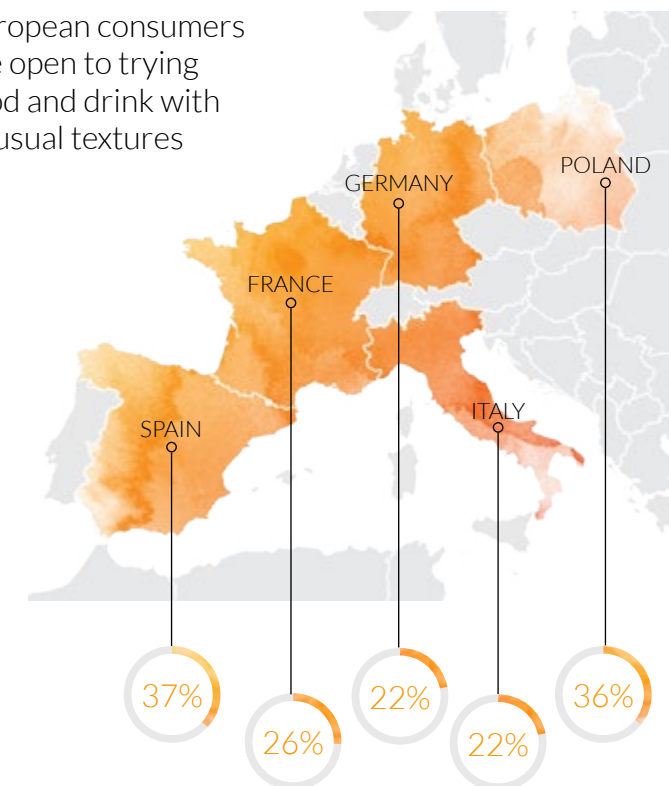 ropean consumers
open to trying
od and drink with
usual textures
POLAND
GERMANY
FRANCE
ITALY
SPAIN
37%
26%
22%
22%
36%